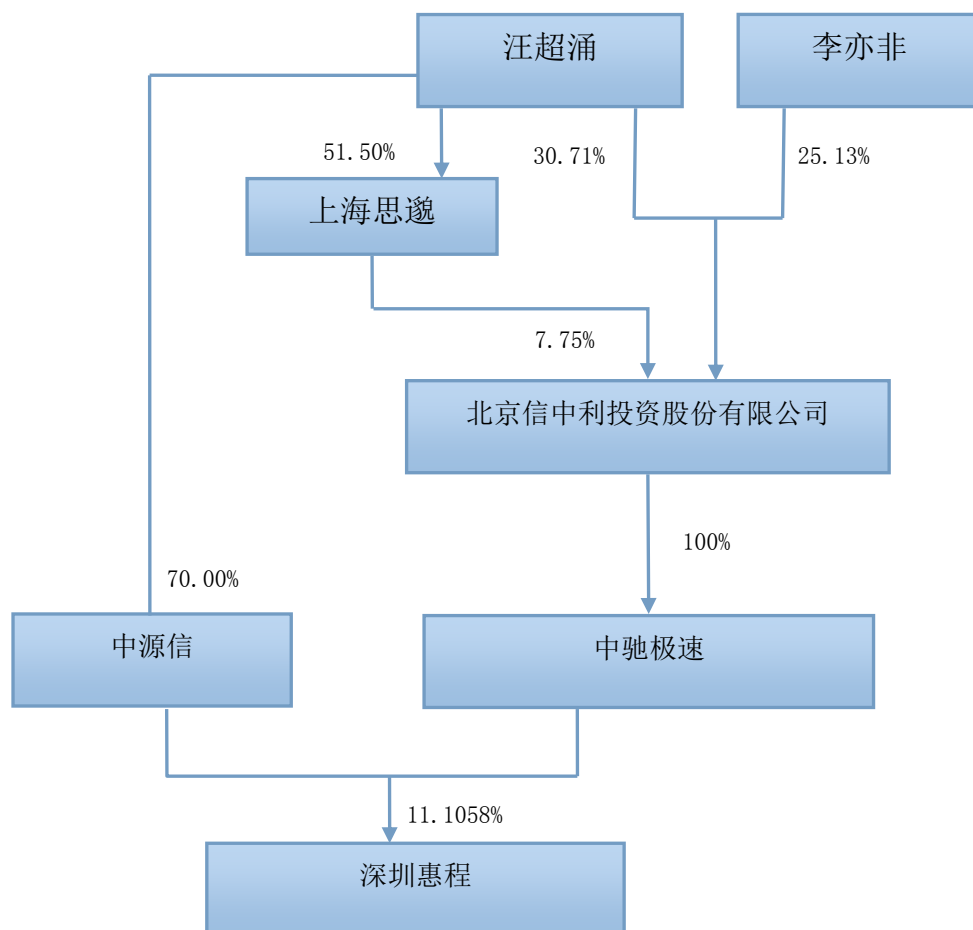 汪超涌
李亦非
51.50%
30.71%
25.13%
上海思邈
7.75%
北京信中利投资股份有限公司
100%
70.00%
中源信
中驰极速
11.1058%
深圳惠程